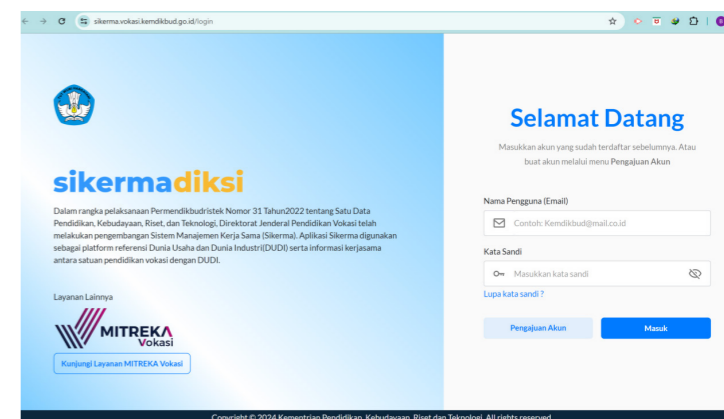 sikerma.vokasi.kemdikbud.go.id/login
sikermadiksi
Dalam rangka pelaksanaan Permendikbudristek Nomor 31 Tahun2022 tentang Satu Data
Pendidikan, Kebudayaan, Riset, dan Teknologi, Direktorat Jenderal Pendidikan Vokasi telah
melakukan pengembangan Sistem Manajemen Kerja Sama (Sikerma). Aplikasi Sikerma digunakan
sebagai platform referensi Dunia Usaha dan Dunia Industri(DUDI) serta informasi kerjasama
antara satuan pendidikan vokasi dengan DUDI.
Layanan Lainnya
MITREKA
Vokasi
Kunjungi Layanan MITREKA Vokasi
Selamat Datang
Masukkan akun yang sudah terdaftar sebelumnya. Atau
buat akun melalui menu Pengajuan Akun
Nama Pengguna (Email)
Contoh: Kemdikbud@mail.co.id
Kata Sandi
Masukkan kata sandi
Lupa kata sandi ?
Pengajuan Akun
Masuk
Copyright © 2024 Kementrian Pendidikan, Kebudayaan, Riset dan Teknologi. All rights reserved